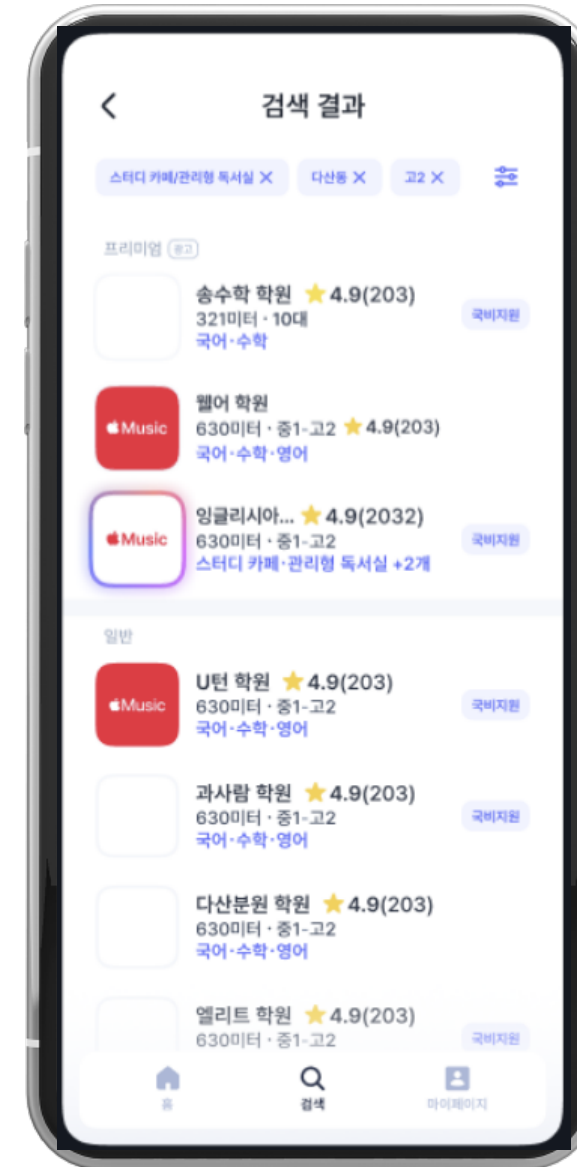 검색 결과
스터디 카페/관리형 독서실 ✕ 다산동 ✕ 고2 ✕
프리미엄 광고
송수학 학원 ⭐4.9(203)
321미터 · 10대
국비지원
국어·수학
Music
웰어 학원
630미터 · 중1-고2 ⭐4.9(203)
국어·수학·영어
Music
잉글리시아... ⭐4.9(2032)
630미터 · 중1-고2
국비지원
스터디 카페·관리형 독서실 +2개
일반
Music
U턴 학원 ⭐4.9(203)
630미터 · 중1-고2
국비지원
국어·수학·영어
과사람 학원 ⭐4.9(203)
630미터 · 중1-고2
국비지원
국어·수학·영어
다산분원 학원 ⭐4.9(203)
630미터 · 중1-고2
국어·수학·영어
엘리트 학원 ⭐4.9(203)
630미터 · 중1-고2
국비지원
홈 검색 마이페이지